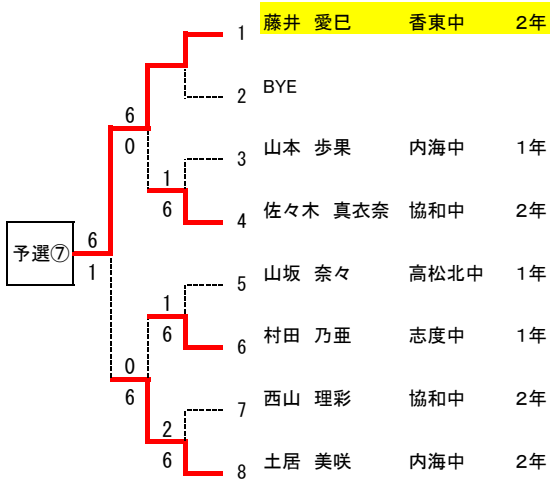 1 藤井 愛巳 香東中 2年
2 BYE
6
0
3 山本 歩果 内海中 1年
1
6
4 佐々木 真衣奈 協和中 2年
予選⑦
6
1
5 山坂 奈々 高松北中 1年
1
6
6 村田 乃亜 志度中 1年
0
6
7 西山 理彩 協和中 2年
2
6
8 土居 美咲 内海中 2年